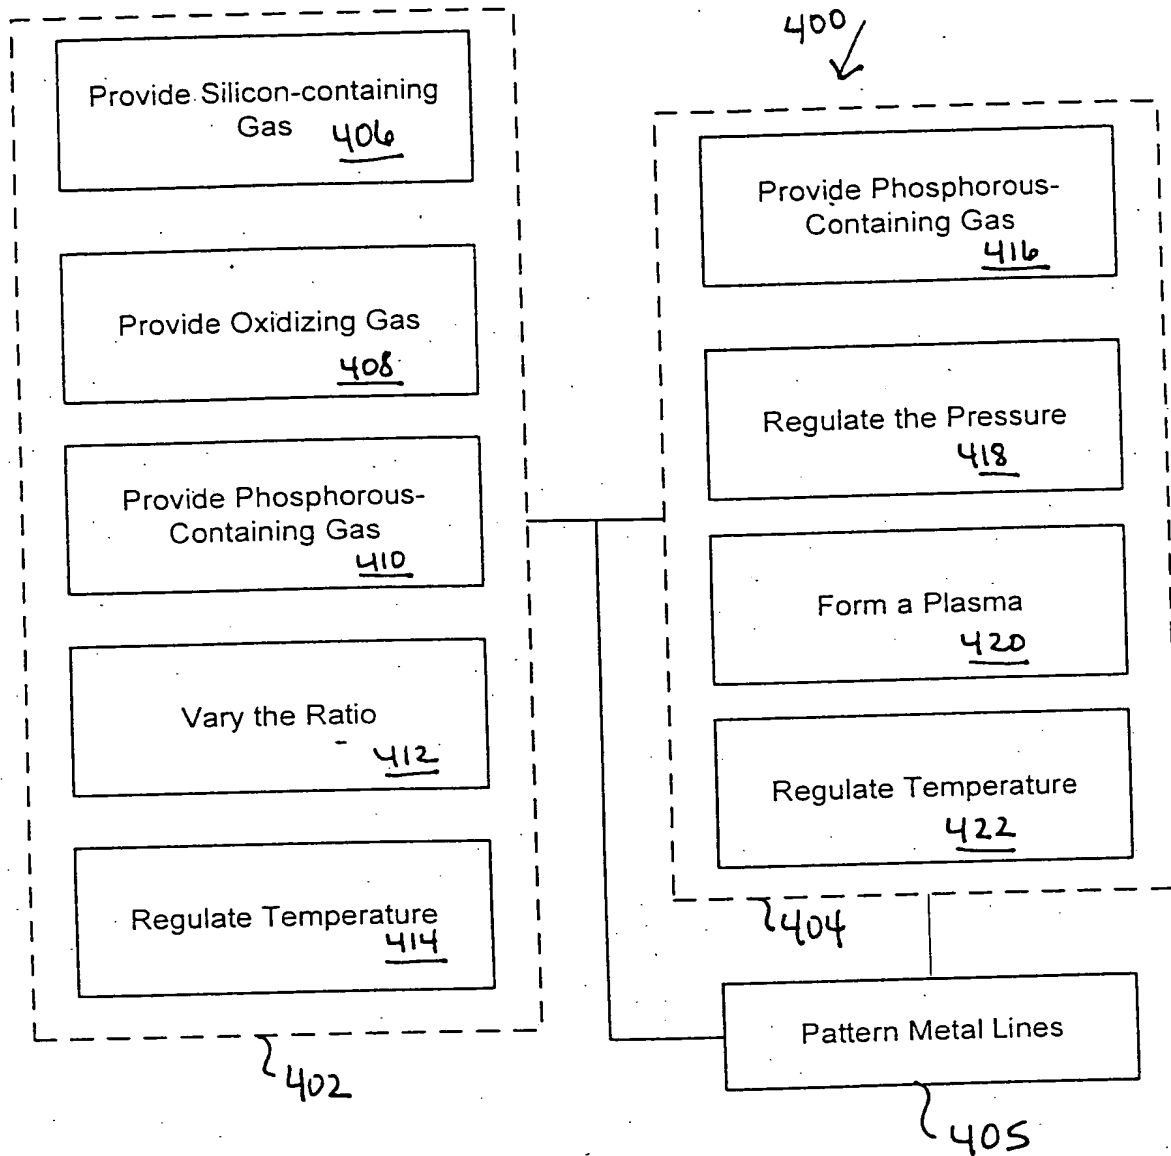 Provide Silicon-containing
Gas 406
Provide Oxidizing Gas
408
Provide Phosphorous-
Containing Gas
410
Vary the Ratio
412
Regulate Temperature
414
402
400
Provide Phosphorous-
Containing Gas
416
Regulate the Pressure
418
Form a Plasma
420
Regulate Temperature
422
404
Pattern Metal Lines
405